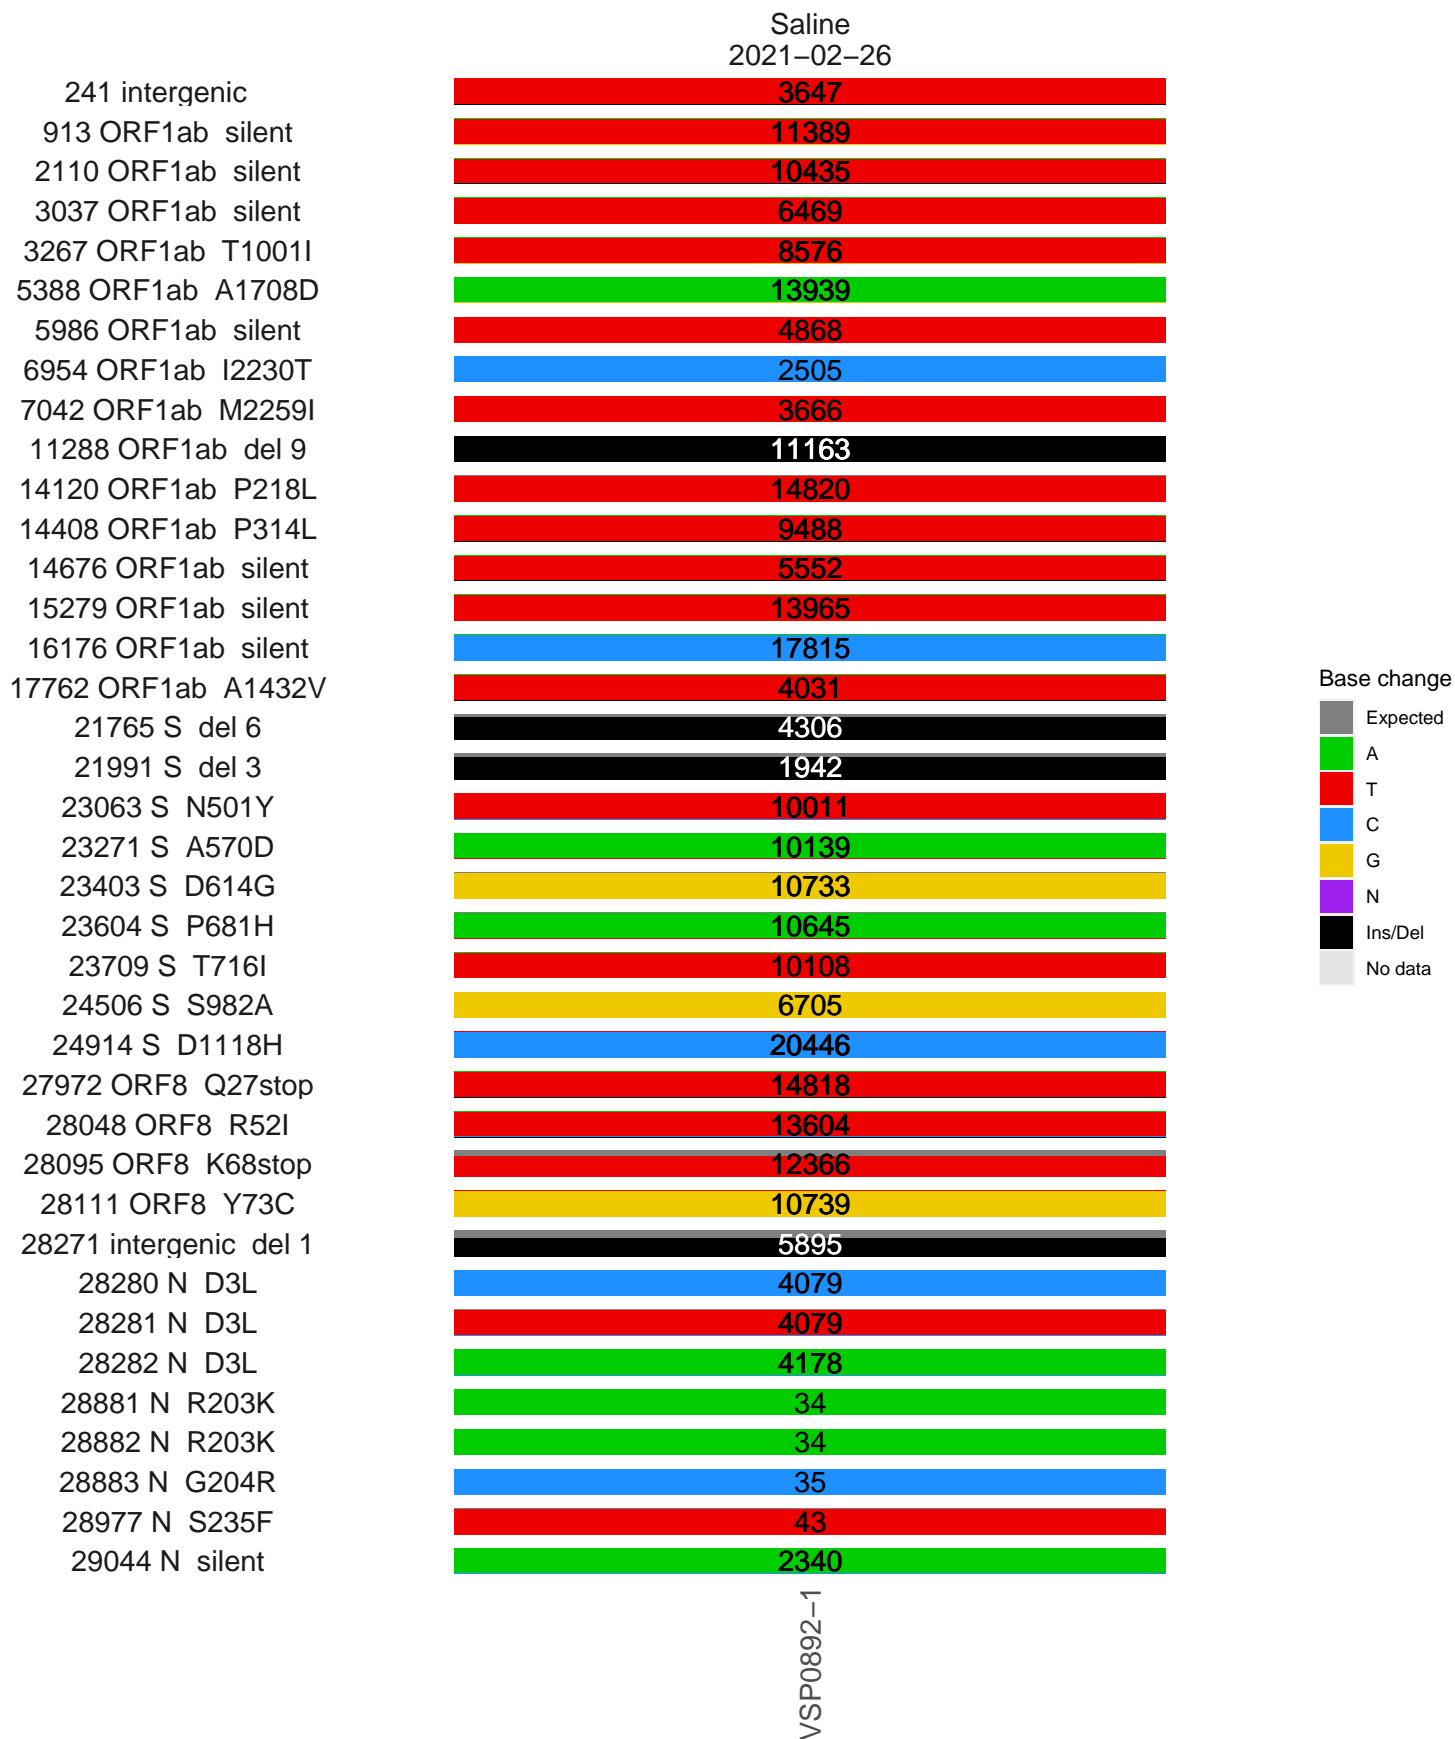 Saline
2021−02−26
241 intergenic 3647
913 ORF1ab silent 11389
2110 ORF1ab silent 10435
3037 ORF1ab silent 6469
3267 ORF1ab T1001I 8576
5388 ORF1ab A1708D 13939
5986 ORF1ab silent 4868
6954 ORF1ab I2230T 2505
7042 ORF1ab M2259I 3666
11288 ORF1ab del 9 11163
14120 ORF1ab P218L 14820
14408 ORF1ab P314L 9488
14676 ORF1ab silent 5552
15279 ORF1ab silent 13965
16176 ORF1ab silent 17815
17762 ORF1ab A1432V 4031
21765 S del 6 4306
21991 S del 3 1942
23063 S N501Y 10011
23271 S A570D 10139
23403 S D614G 10733
23604 S P681H 10645
23709 S T716I 10108
24506 S S982A 6705
24914 S D1118H 20446
27972 ORF8 Q27stop 14818
28048 ORF8 R52I 13604
28095 ORF8 K68stop 12366
28111 ORF8 Y73C 10739
28271 intergenic del 1 5895
28280 N D3L 4079
28281 N D3L 4079
28282 N D3L 4178
28881 N R203K 34
28882 N R203K 34
28883 N G204R 35
28977 N S235F 43
29044 N silent 2340
VSP0892−1
Base change
Expected
A
T
C
G
N
Ins/Del
No data